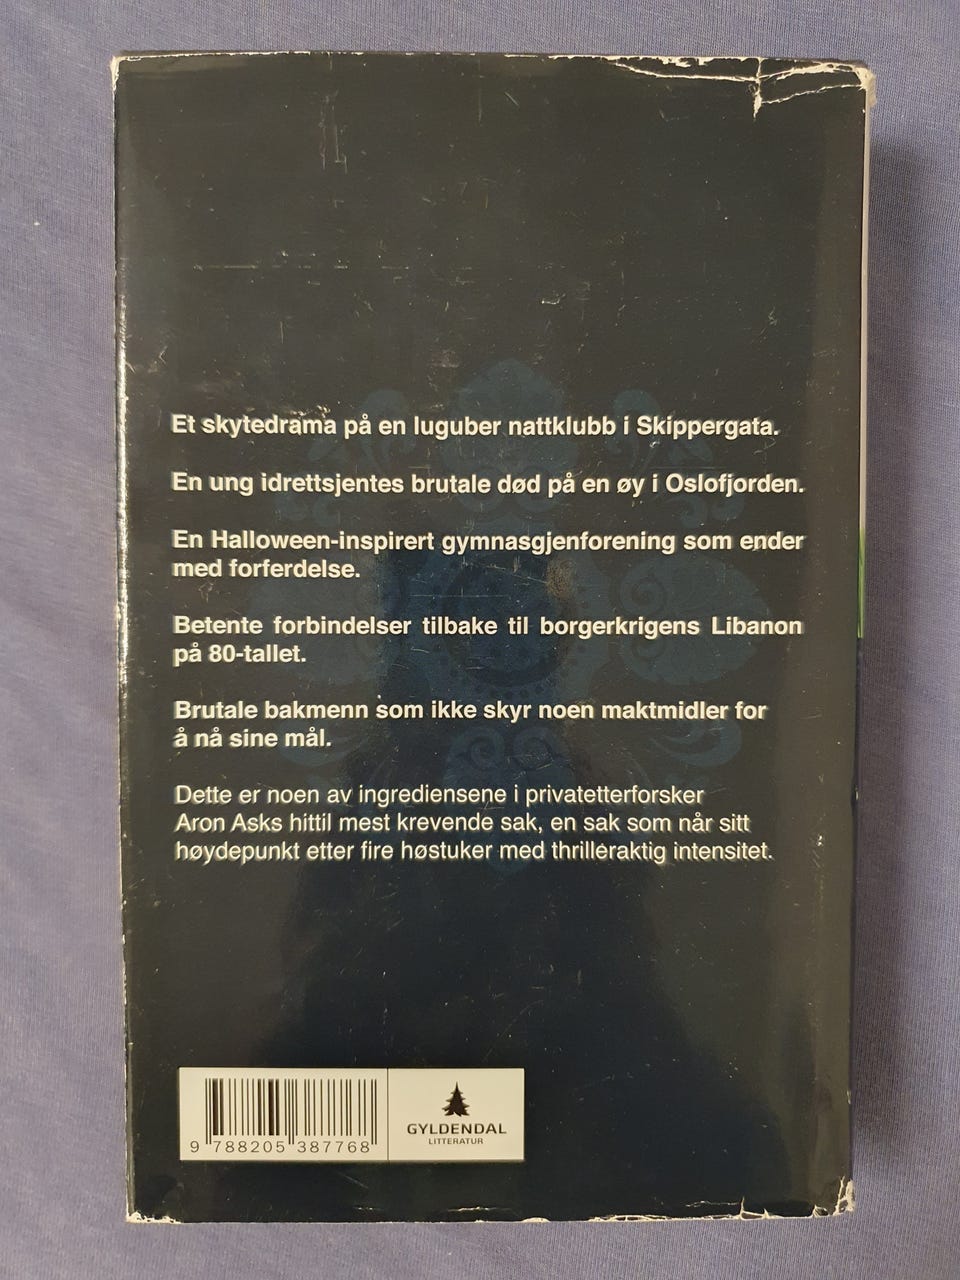 Et skytedrama på en luguber nattklubb i Skippergata.
En ung idrettsjentes brutale død på en øy i Oslofjorden.
En Halloween-inspirert gymnasgjenforening som ender
med forferdelse.
Betente forbindelser tilbake til borgerkrigens Libanon
på 80-tallet.
Brutale bakmenn som ikke skyr noen maktmidler for
å nå sine mål.
Dette er noen av ingrediensene i privatetterforsker
Aron Asks hittil mest krevende sak, en sak som når sitt
høydepunkt etter fire høstuker med thrilleraktig intensitet.
9 788205 387768
GYLDENDAL
LITTERATUR